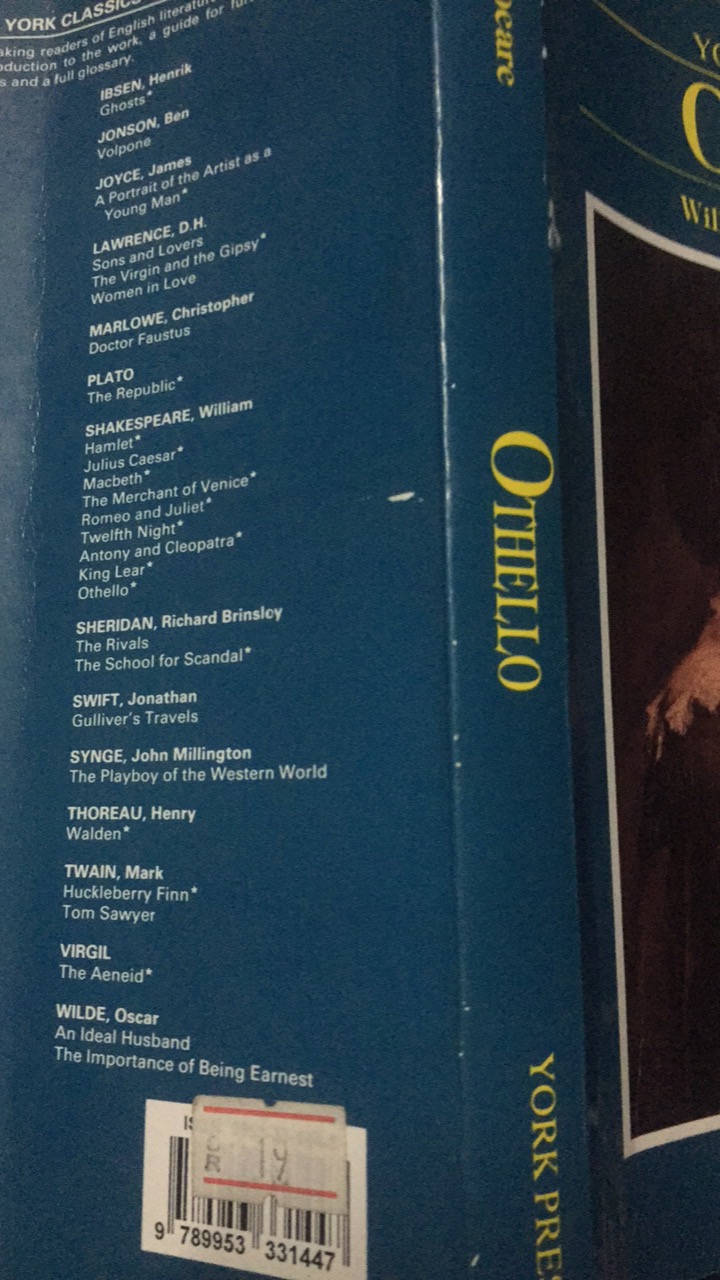 YORK CLASSICS
aking readers of English literatur
oduction to the work, a guide for fur
s and a full glossary.
IBSEN, Henrik
Ghosts*
JONSON, Ben
Volpone
JOYCE, James
A Portrait of the Artist as a
Young Man*
LAWRENCE, D.H.
Sons and Lovers
The Virgin and the Gipsy*
Women in Love
MARLOWE, Christopher
Doctor Faustus
PLATO
The Republic*
SHAKESPEARE, William
Hamlet*
Julius Caesar*
Macbeth*
The Merchant of Venice*
Romeo and Juliet*
Twelfth Night*
Antony and Cleopatra*
King Lear*
Othello*
SHERIDAN, Richard Brinsley
The Rivals
The School for Scandal*
SWIFT, Jonathan
Gulliver's Travels
SYNGE, John Millington
The Playboy of the Western World
THOREAU, Henry
Walden*
TWAIN, Mark
Huckleberry Finn*
Tom Sawyer
VIRGIL
The Aeneid*
WILDE, Oscar
An Ideal Husband
The Importance of Being Earnest
IS
9 789953 331447
peare
OTHELLO
YORK PRES
Yo
O
Wil